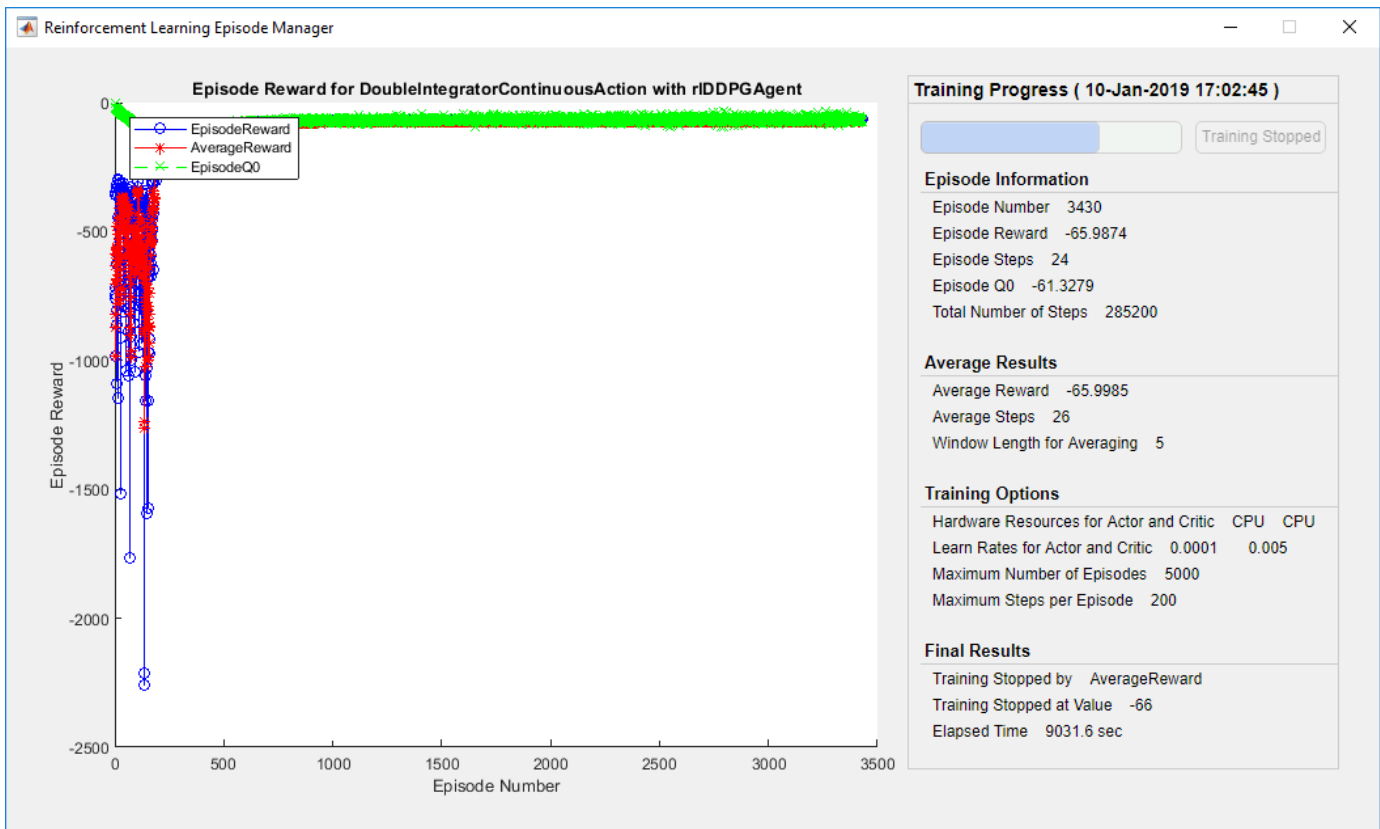 Reinforcement Learning Episode Manager
Episode Reward for DoubleIntegratorContinuousAction with rlDDPGAgent
EpisodeReward
AverageReward
EpisodeQ0
0
-500
-1000
-1500
-2000
-2500
Episode Reward
0 500 1000 1500 2000 2500 3000 3500
Episode Number
Training Progress ( 10-Jan-2019 17:02:45 )
Training Stopped
Episode Information
Episode Number 3430
Episode Reward -65.9874
Episode Steps 24
Episode Q0 -61.3279
Total Number of Steps 285200
Average Results
Average Reward -65.9985
Average Steps 26
Window Length for Averaging 5
Training Options
Hardware Resources for Actor and Critic CPU CPU
Learn Rates for Actor and Critic 0.0001 0.005
Maximum Number of Episodes 5000
Maximum Steps per Episode 200
Final Results
Training Stopped by AverageReward
Training Stopped at Value -66
Elapsed Time 9031.6 sec